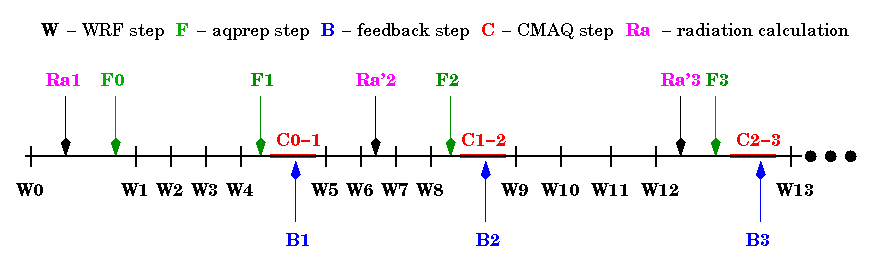 W – WRF step F – aqprep step B – feedback step C – CMAQ step Ra – radiation calculation
Ra1 F0 F1 Ra'2 F2 Ra'3 F3
C0–1 C1–2 C2–3
W0 W1 W2 W3 W4 W5 W6 W7 W8 W9 W10 W11 W12 W13
B1 B2 B3